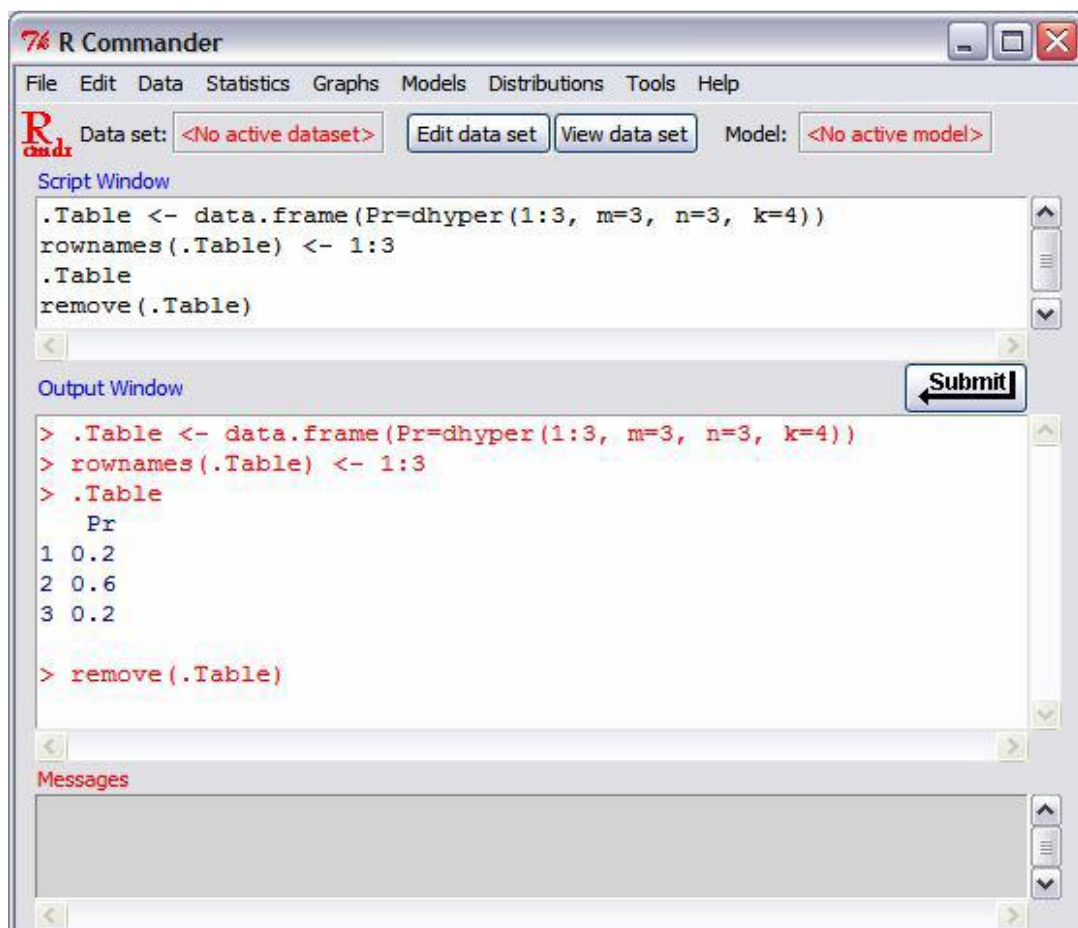 R Commander
File Edit Data Statistics Graphs Models Distributions Tools Help
R cmdr Data set: <No active dataset> Edit data set View data set Model: <No active model>
Script Window
.Table <- data.frame(Pr=dhyper(1:3, m=3, n=3, k=4))
rownames(.Table) <- 1:3
.Table
remove(.Table)
Output Window Submit
> .Table <- data.frame(Pr=dhyper(1:3, m=3, n=3, k=4))
> rownames(.Table) <- 1:3
> .Table
Pr
1 0.2
2 0.6
3 0.2
> remove(.Table)
Messages